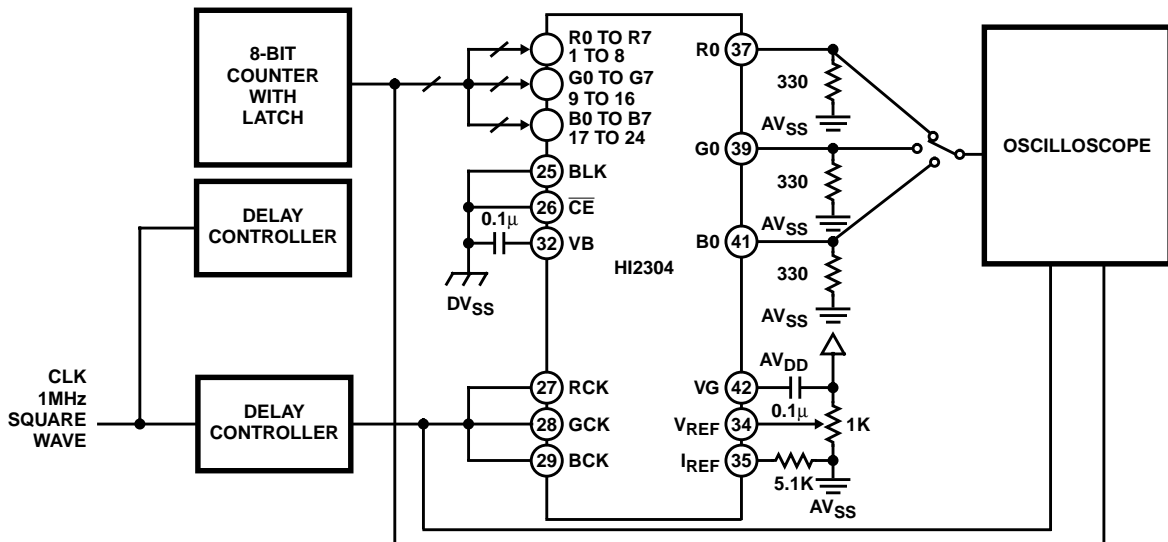 8-BIT
COUNTER
WITH
LATCH
DELAY
CONTROLLER
CLK
1MHz
SQUARE
WAVE
DELAY
CONTROLLER
R0 TO R7
1 TO 8
G0 TO G7
9 TO 16
B0 TO B7
17 TO 24
25 BLK
26 C̅E̅
0.1μ
32 VB
DVSS
HI2304
27 RCK
28 GCK
29 BCK
R0 37
330
AVSS
G0 39
330
AVSS
B0 41
330
AVSS
AVDD
VG 42
0.1μ
VREF 34
1K
IREF 35
5.1K
AVSS
OSCILLOSCOPE